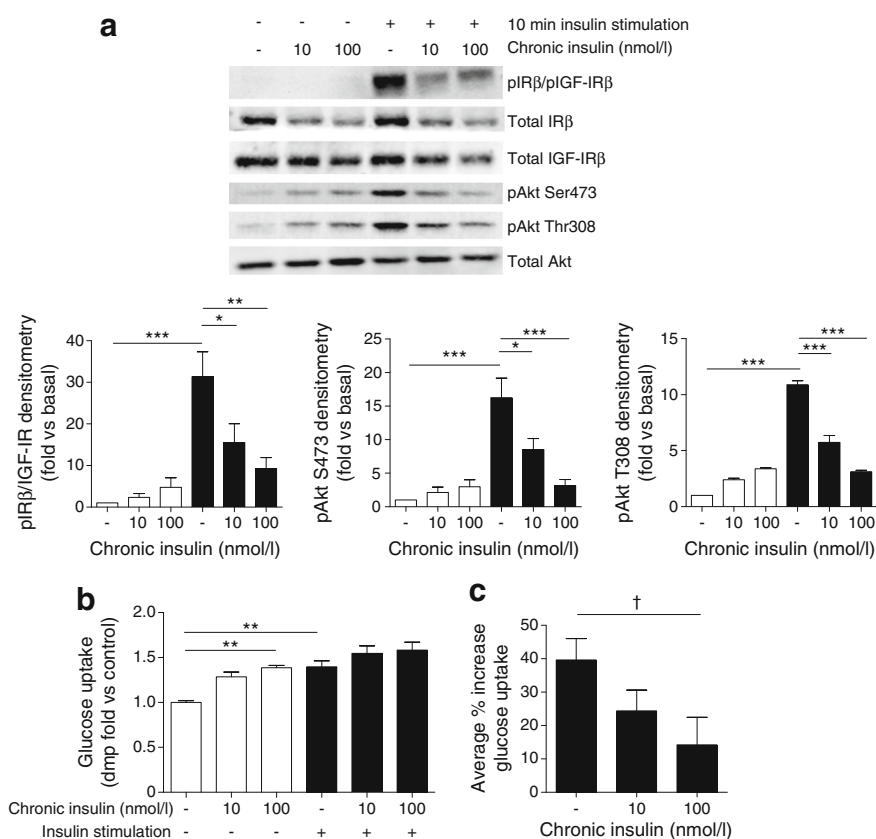 a
- - - + + + 10 min insulin stimulation
- 10 100 - 10 100 Chronic insulin (nmol/l)
pIRβ/pIGF-IRβ
Total IRβ
Total IGF-IRβ
pAkt Ser473
pAkt Thr308
Total Akt
pIRβ/IGF-IR densitometry
(fold vs basal)
40
30
20
10
0
***
**
*
- 10 100 - 10 100
Chronic insulin (nmol/l)
pAkt S473 densitometry
(fold vs basal)
25
20
15
10
5
0
***
***
*
- 10 100 - 10 100
Chronic insulin (nmol/l)
pAkt T308 densitometry
(fold vs basal)
15
10
5
0
***
***
***
- 10 100 - 10 100
Chronic insulin (nmol/l)
b
Glucose uptake
(dmp fold vs control)
2.0
1.5
1.0
0.5
0
**
**
Chronic insulin (nmol/l) - 10 100 - 10 100
Insulin stimulation - - - + + +
c
Average % increase
glucose uptake
50
40
30
20
10
0
†
- 10 100
Chronic insulin (nmol/l)